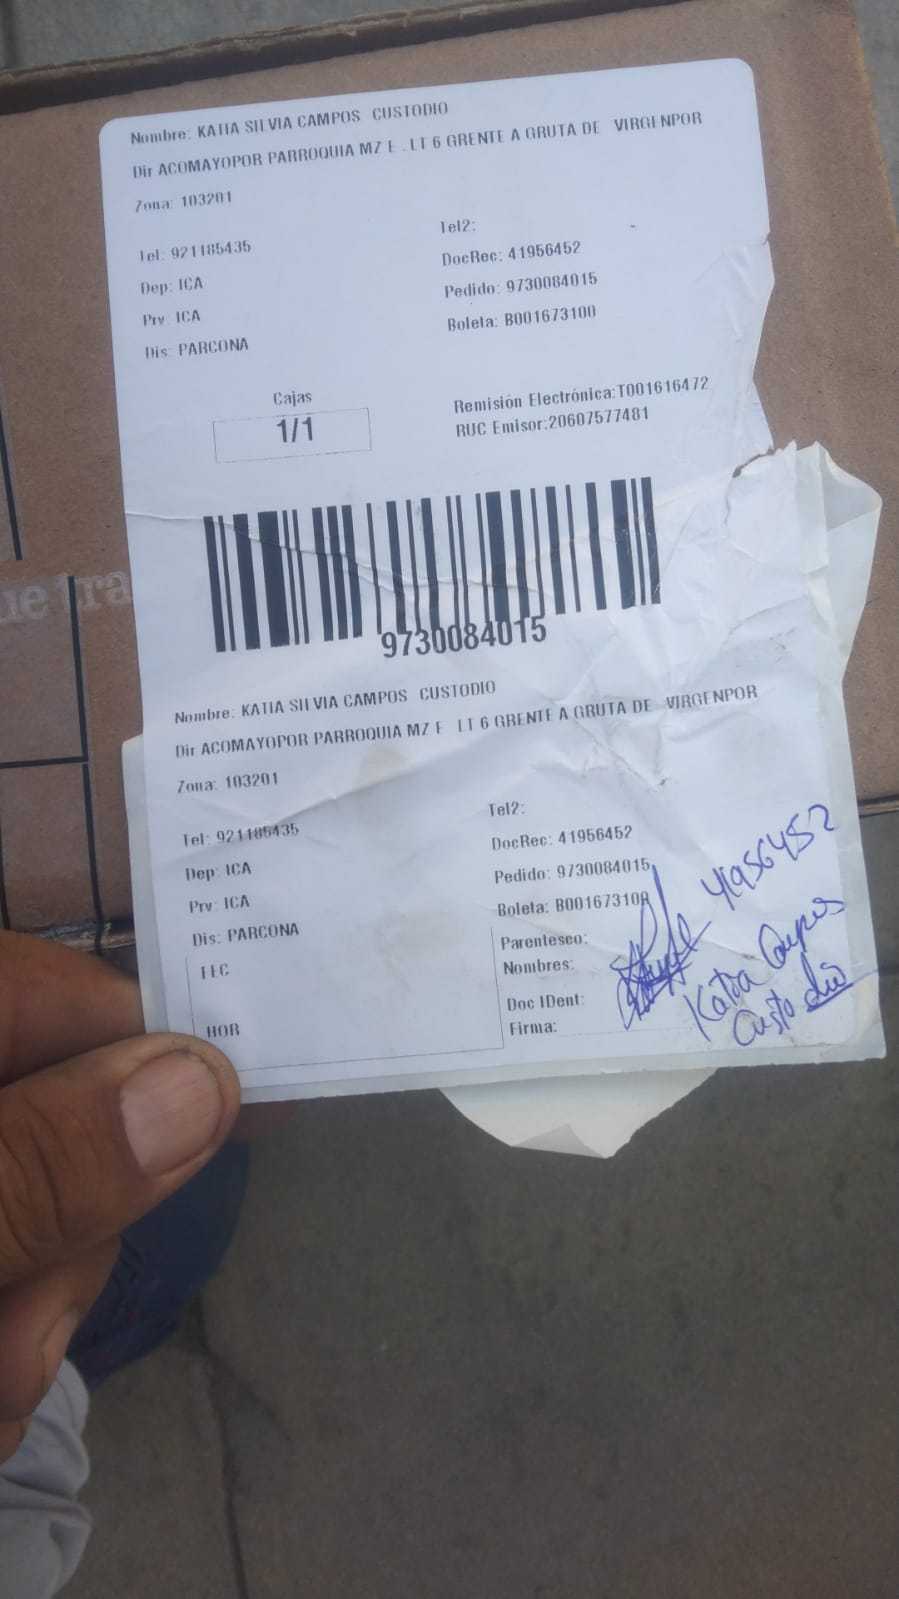 Nombre: KATIA SILVIA CAMPOS CUSTODIO
Dir ACOMAYOPOR PARROQUIA MZ E . LT 6 GRENTE A GRUTA DE VIRGENPOR
Zona: 103201
Tel2:
Tel: 921185435
DocRec: 41956452
Dep: ICA
Pedido: 9730084015
Prv: ICA
Boleta: B001673100
Dis: PARCONA
Cajas
1/1
Remisión Electrónica:T001616472
RUC Emisor:20607577481
9730084015
Nombre: KATIA SILVIA CAMPOS CUSTODIO
Dir ACOMAYOPOR PARROQUIA MZ E LT 6 GRENTE A GRUTA DE VIRGENPOR
Zona: 103201
Tel2:
Tel: 921185435
DocRec: 41956452
Dep: ICA
Pedido: 9730084015
Prv: ICA
Boleta: B001673100
Dis: PARCONA
Parentesco:
FEC
Nombres:
Doc IDent:
HOR
Firma:
41956452
Katia Campos
Custodio